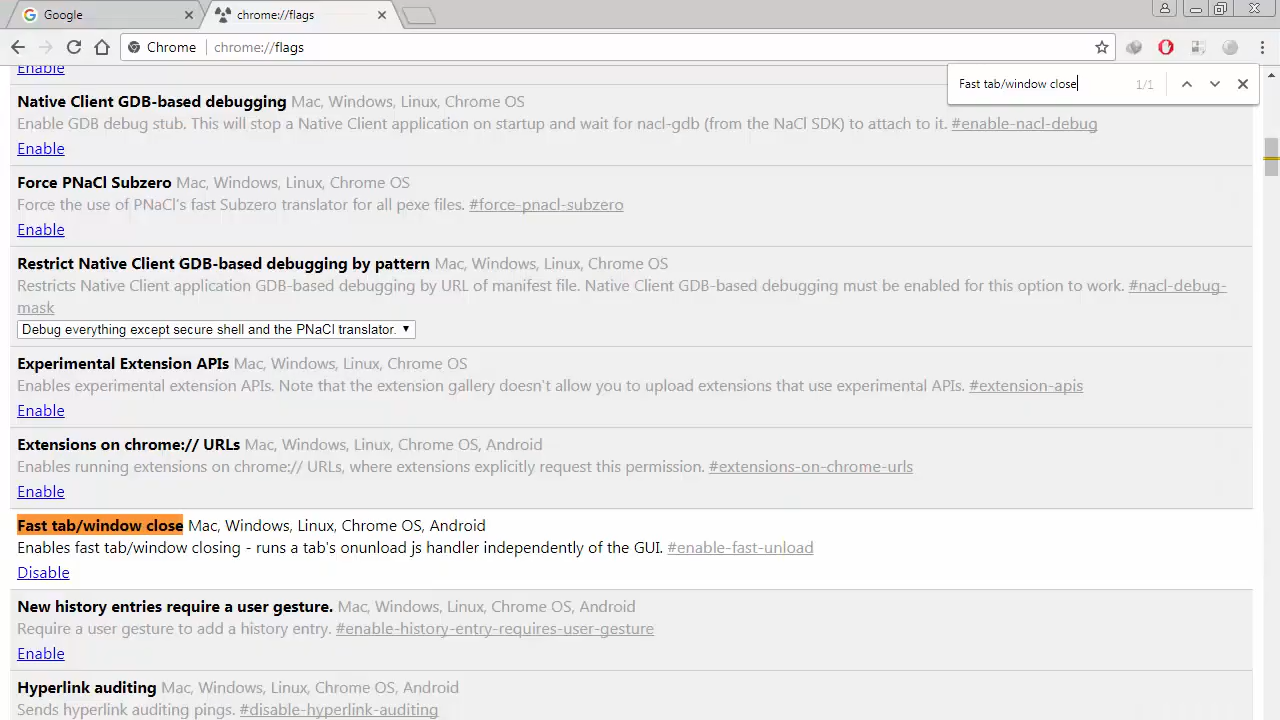 Google
chrome://flags
Chrome chrome://flags
Fast tab/window close 1/1
Enable
Native Client GDB-based debugging Mac, Windows, Linux, Chrome OS
Enable GDB debug stub. This will stop a Native Client application on startup and wait for nacl-gdb (from the NaCl SDK) to attach to it. #enable-nacl-debug
Enable
Force PNaCl Subzero Mac, Windows, Linux, Chrome OS
Force the use of PNaCl's fast Subzero translator for all pexe files. #force-pnacl-subzero
Enable
Restrict Native Client GDB-based debugging by pattern Mac, Windows, Linux, Chrome OS
Restricts Native Client application GDB-based debugging by URL of manifest file. Native Client GDB-based debugging must be enabled for this option to work. #nacl-debug-
mask
Debug everything except secure shell and the PNaCl translator.
Experimental Extension APIs Mac, Windows, Linux, Chrome OS
Enables experimental extension APIs. Note that the extension gallery doesn't allow you to upload extensions that use experimental APIs. #extension-apis
Enable
Extensions on chrome:// URLs Mac, Windows, Linux, Chrome OS, Android
Enables running extensions on chrome:// URLs, where extensions explicitly request this permission. #extensions-on-chrome-urls
Enable
Fast tab/window close Mac, Windows, Linux, Chrome OS, Android
Enables fast tab/window closing - runs a tab's onunload js handler independently of the GUI. #enable-fast-unload
Disable
New history entries require a user gesture. Mac, Windows, Linux, Chrome OS, Android
Require a user gesture to add a history entry. #enable-history-entry-requires-user-gesture
Enable
Hyperlink auditing Mac, Windows, Linux, Chrome OS, Android
Sends hyperlink auditing pings. #disable-hyperlink-auditing